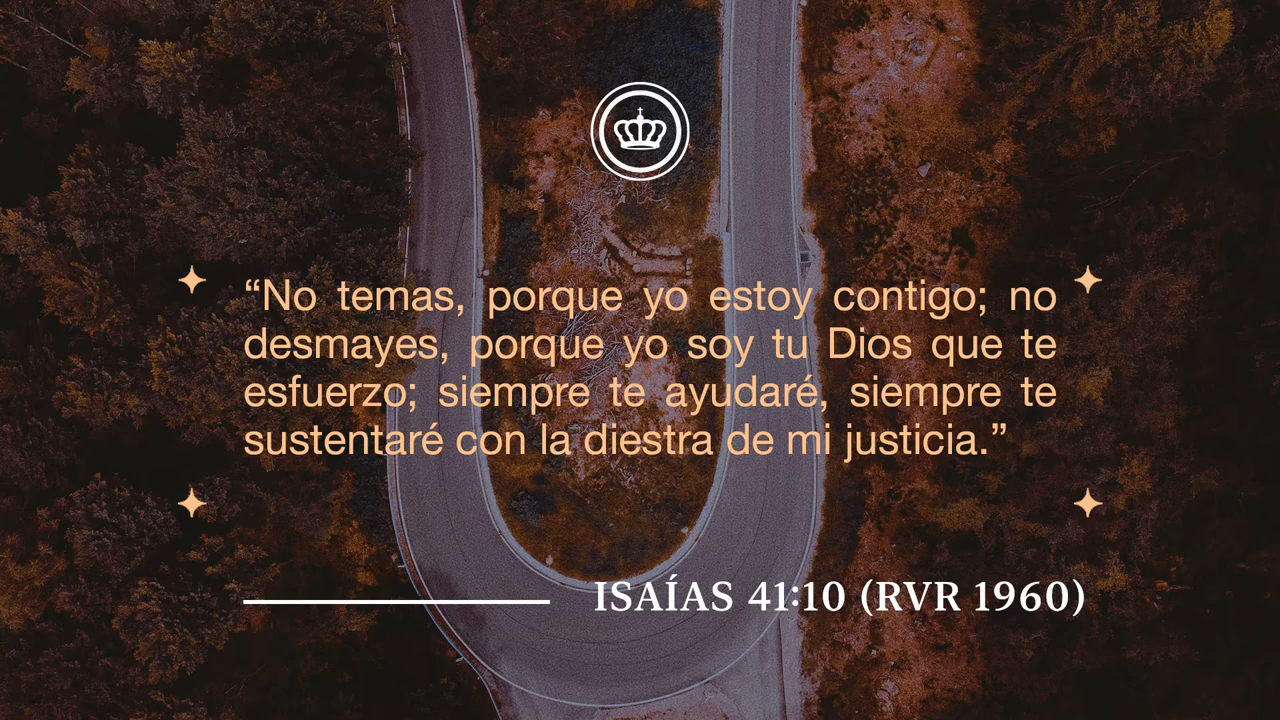 “No temas, porque yo estoy contigo; no
desmayes, porque yo soy tu Dios que te
esfuerzo; siempre te ayudaré, siempre te
sustentaré con la diestra de mi justicia.”
ISAÍAS 41:10 (RVR 1960)